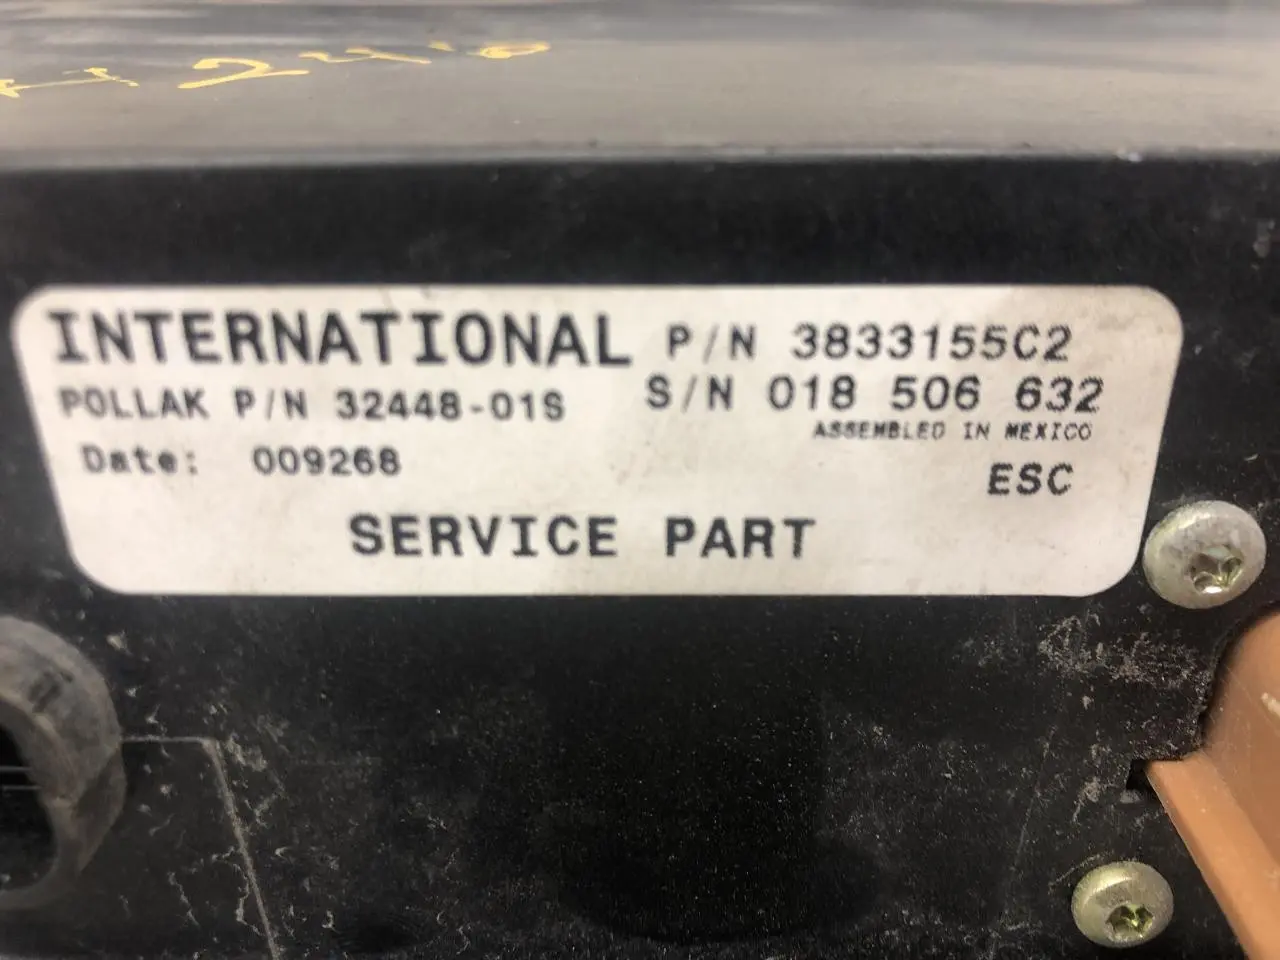 INTERNATIONAL P/N 3833155C2
POLLAK P/N 32448-01S S/N 018 506 632
ASSEMBLED IN MEXICO
Date: 009268
ESC
SERVICE PART